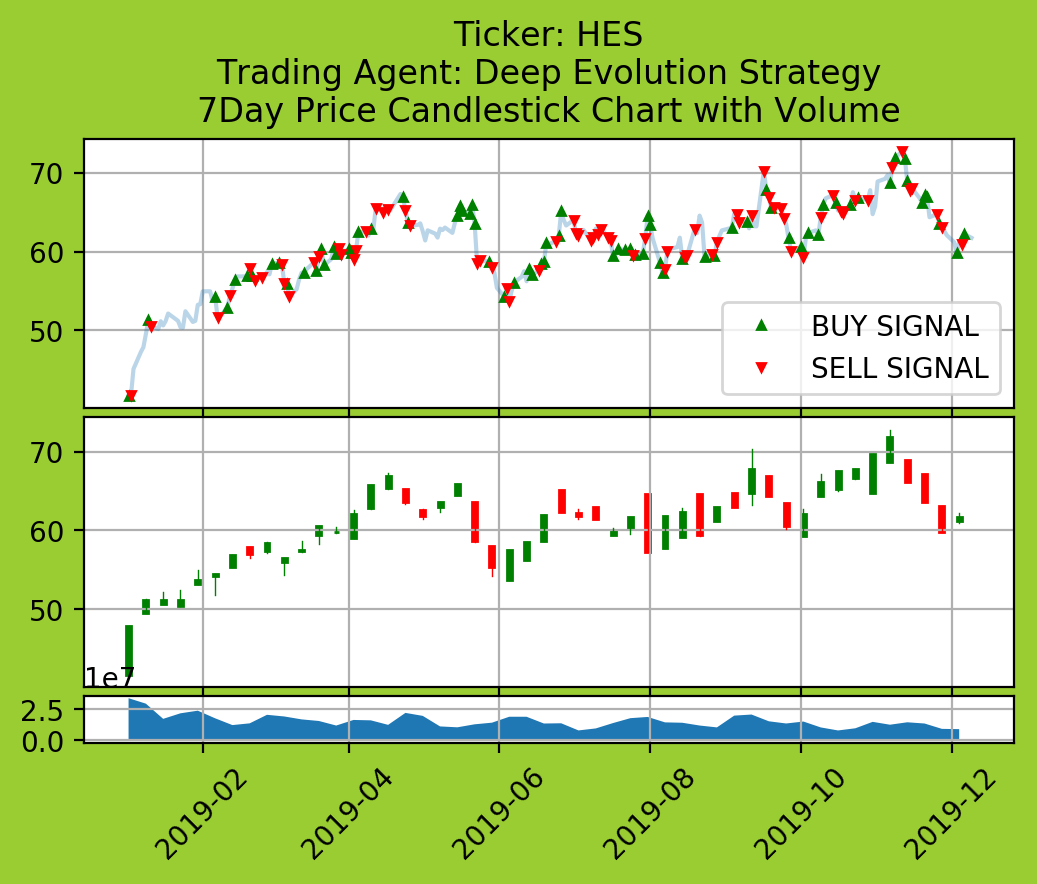 Ticker: HES
Trading Agent: Deep Evolution Strategy
7Day Price Candlestick Chart with Volume
70
60
50
BUY SIGNAL
SELL SIGNAL
70
60
50
1e7
2.5
0.0
2019-02
2019-04
2019-06
2019-08
2019-10
2019-12